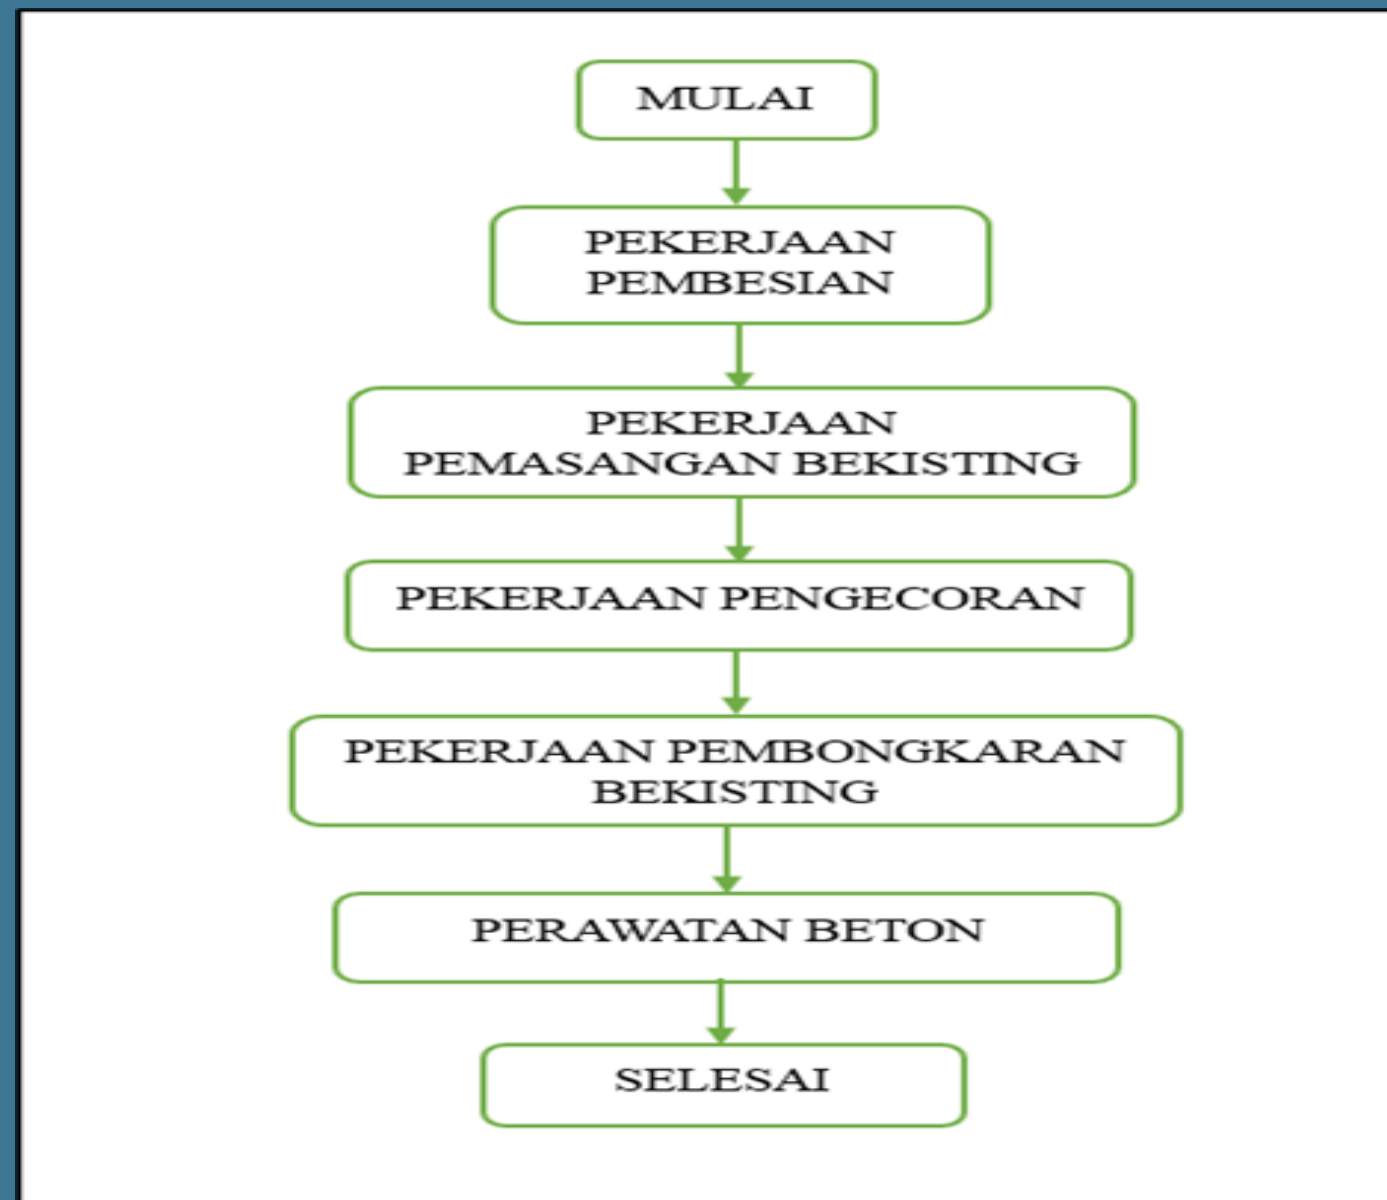 MULAI
PEKERJAAN
PEMBESIAN
PEKERJAAN
PEMASANGAN BEKISTING
PEKERJAAN PENGECORAN
PEKERJAAN PEMBONGKARAN
BEKISTING
PERAWATAN BETON
SELESAI